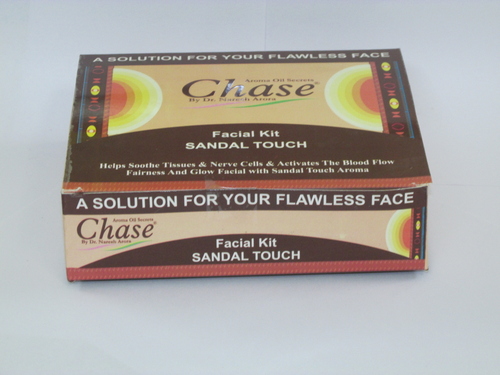 A SOLUTION FOR YOUR FLAWLESS FACE
Aroma Oil Secrets
Chase®
By Dr. Naresh Arora
Facial Kit
SANDAL TOUCH
Helps Soothe Tissues & Nerve Cells & Activates The Blood Flow
Fairness And Glow Facial with Sandal Touch Aroma
A SOLUTION FOR YOUR FLAWLESS FACE
Aroma Oil Secrets
Chase®
By Dr. Naresh Arora
Facial Kit
SANDAL TOUCH